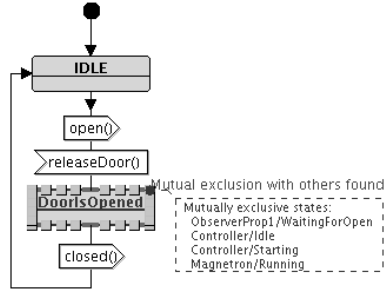 IDLE
open()
releaseDoor()
Mutual exclusion with others found
DoorIsOpened
Mutually exclusive states:
ObserverProp1/WaitingForOpen
Controller/Idle
Controller/Starting
Magnetron/Running
closed()